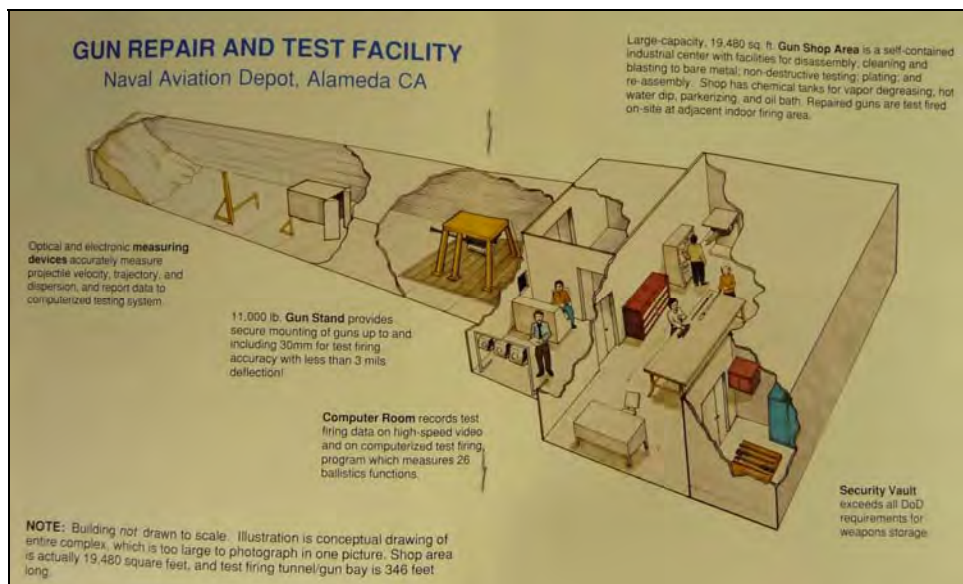 GUN REPAIR AND TEST FACILITY
Naval Aviation Depot, Alameda CA
Large-capacity, 19,480 sq. ft. Gun Shop Area is a self-contained
industrial center with facilities for disassembly, cleaning and
blasting to bare metal; non-destructive testing; plating; and
re-assembly. Shop has chemical tanks for vapor degreasing, hot
water dip, parkerizing, and oil bath. Repaired guns are test fired
on-site at adjacent indoor firing area.
Optical and electronic measuring
devices accurately measure
projectile velocity, trajectory, and
dispersion, and report data to
computerized testing system.
11,000 lb. Gun Stand provides
secure mounting of guns up to and
including 30mm for test firing
accuracy with less than 3 mils
deflection!
Computer Room records test
firing data on high-speed video
and on computerized test firing
program which measures 26
ballistics functions.
Security Vault
exceeds all DoD
requirements for
weapons storage.
NOTE: Building not drawn to scale. Illustration is conceptual drawing of
entire complex, which is too large to photograph in one picture. Shop area
is actually 19,480 square feet, and test firing tunnel/gun bay is 346 feet
long.